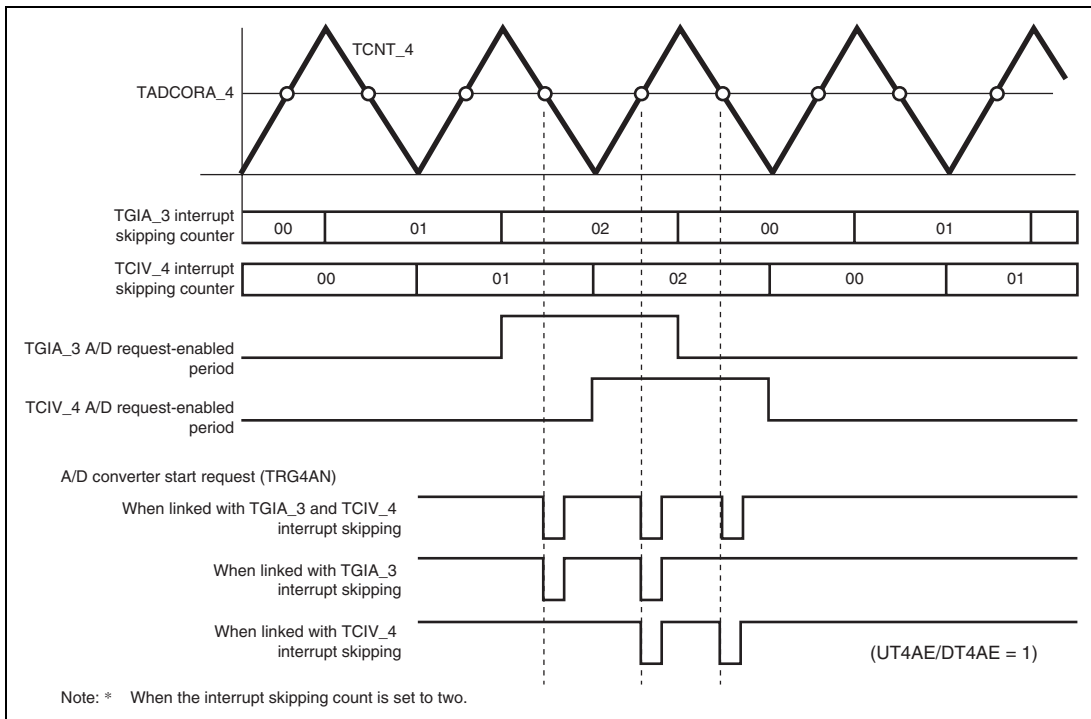 TCNT_4
TADCORA_4
TGIA_3 interrupt
skipping counter
00 01 02 00 01
TCIV_4 interrupt
skipping counter
00 01 02 00 01
TGIA_3 A/D request-enabled
period
TCIV_4 A/D request-enabled
period
A/D converter start request (TRG4AN)
When linked with TGIA_3 and TCIV_4
interrupt skipping
When linked with TGIA_3
interrupt skipping
When linked with TCIV_4
interrupt skipping
(UT4AE/DT4AE = 1)
Note: * When the interrupt skipping count is set to two.